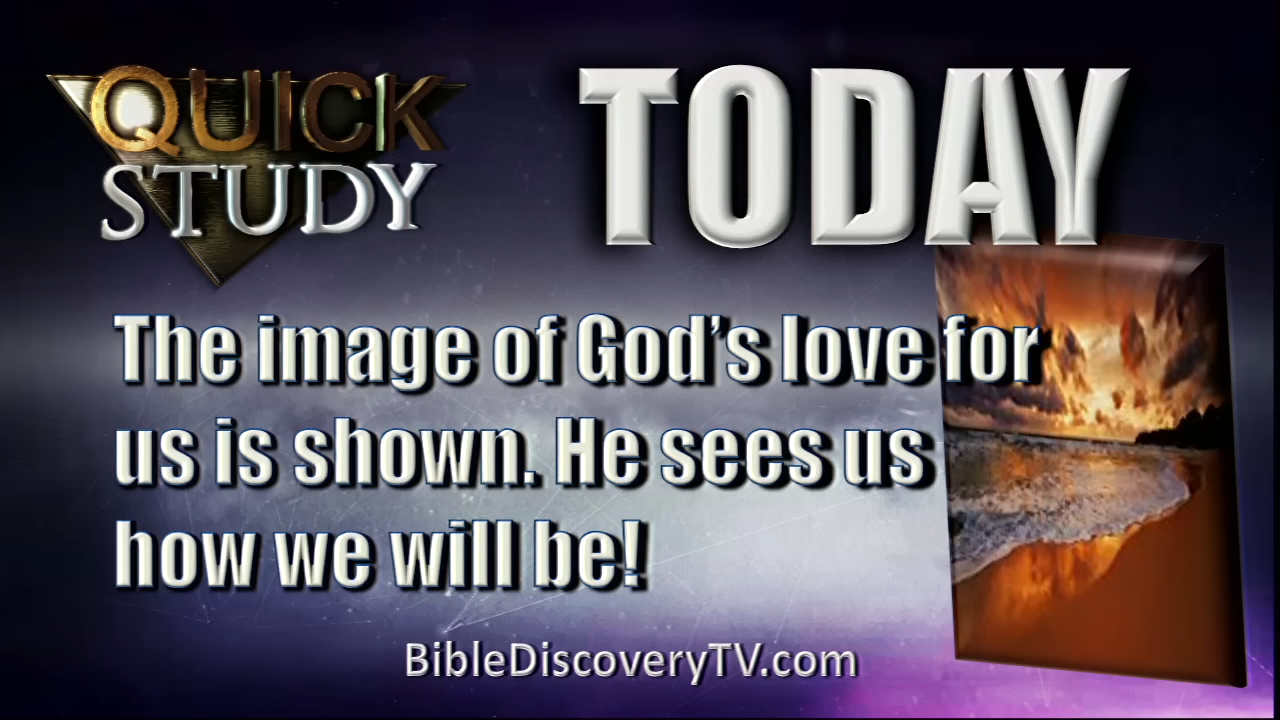 QUICK
STUDY
TODAY
The image of God’s love for
us is shown. He sees us
how we will be!
BibleDiscoveryTV.com